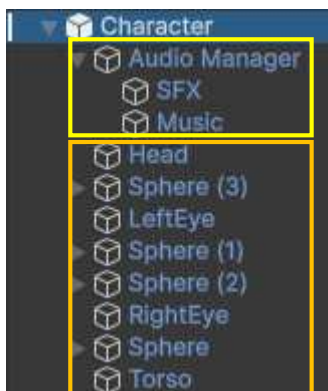 Character
Audio Manager
SFX
Music
Head
Sphere (3)
LeftEye
Sphere (1)
Sphere (2)
RightEye
Sphere
Torso